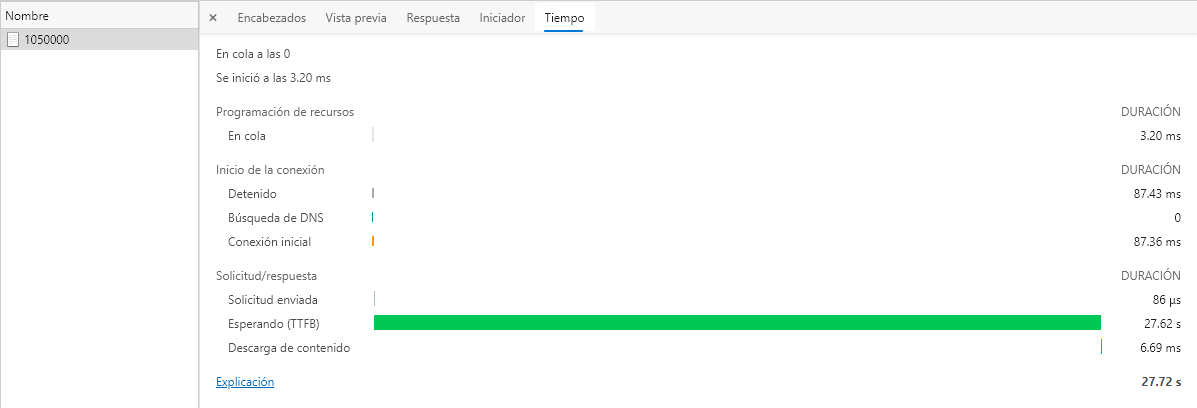 Nombre
1050000
× Encabezados Vista previa Respuesta Iniciador Tiempo
En cola a las 0
Se inició a las 3.20 ms
Programación de recursos DURACIÓN
En cola 3.20 ms
Inicio de la conexión DURACIÓN
Detenido 87.43 ms
Búsqueda de DNS 0
Conexión inicial 87.36 ms
Solicitud/respuesta DURACIÓN
Solicitud enviada 86 µs
Esperando (TTFB) 27.62 s
Descarga de contenido 6.69 ms
Explicación 27.72 s